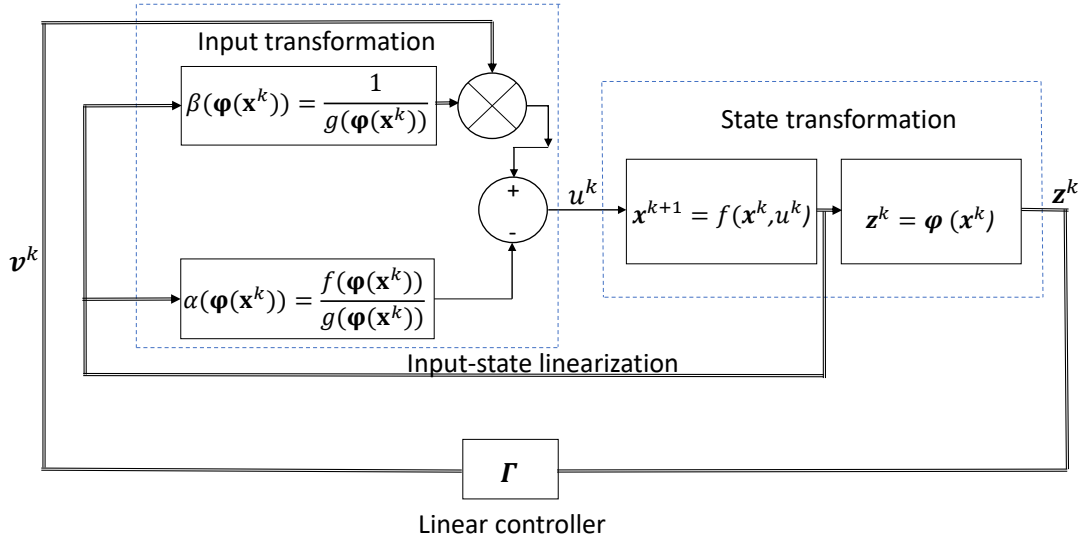 Input transformation
β(φ(x^k)) = 1/g(φ(x^k))
State transformation
+
-
u^k
x^{k+1} = f(x^k,u^k)
z^k = φ (x^k)
z^k
v^k
α(φ(x^k)) = f(φ(x^k))/g(φ(x^k))
Input-state linearization
Γ
Linear controller